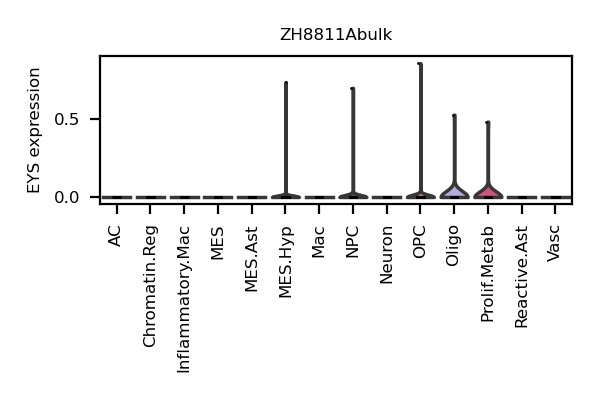 ZH8811Abulk
EYS expression
0.5
0.0
AC
Chromatin.Reg
Inflammatory.Mac
MES
MES.Ast
MES.Hyp
Mac
NPC
Neuron
OPC
Oligo
Prolif.Metab
Reactive.Ast
Vasc